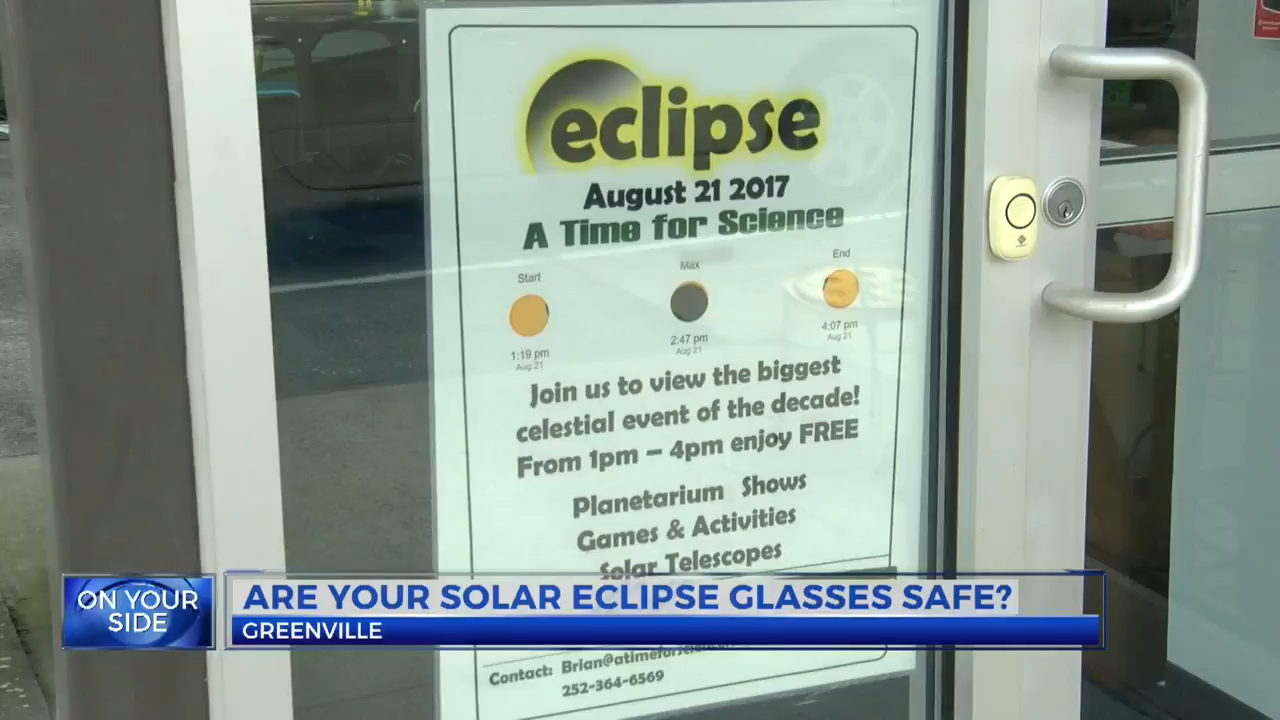 eclipse
August 21 2017
A Time for Science
Start
Max
End
1:19 pm
Aug 21
2:47 pm
Aug 21
4:07 pm
Aug 21
Join us to view the biggest
celestial event of the decade!
From 1pm – 4pm enjoy FREE
Planetarium Shows
Games & Activities
Solar Telescopes
ON YOUR
SIDE
ARE YOUR SOLAR ECLIPSE GLASSES SAFE?
GREENVILLE
Contact:
252-364-6569